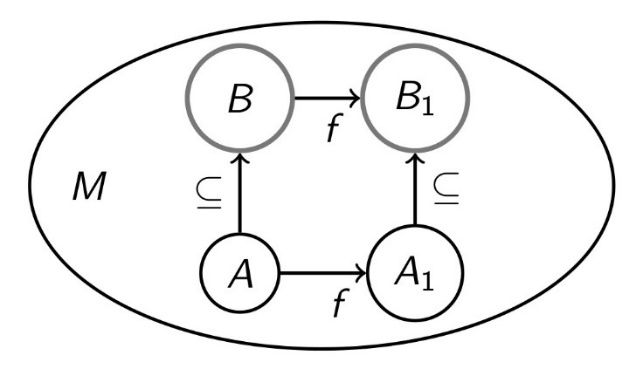 B f B₁
M ⊆ ⊆
A f A₁